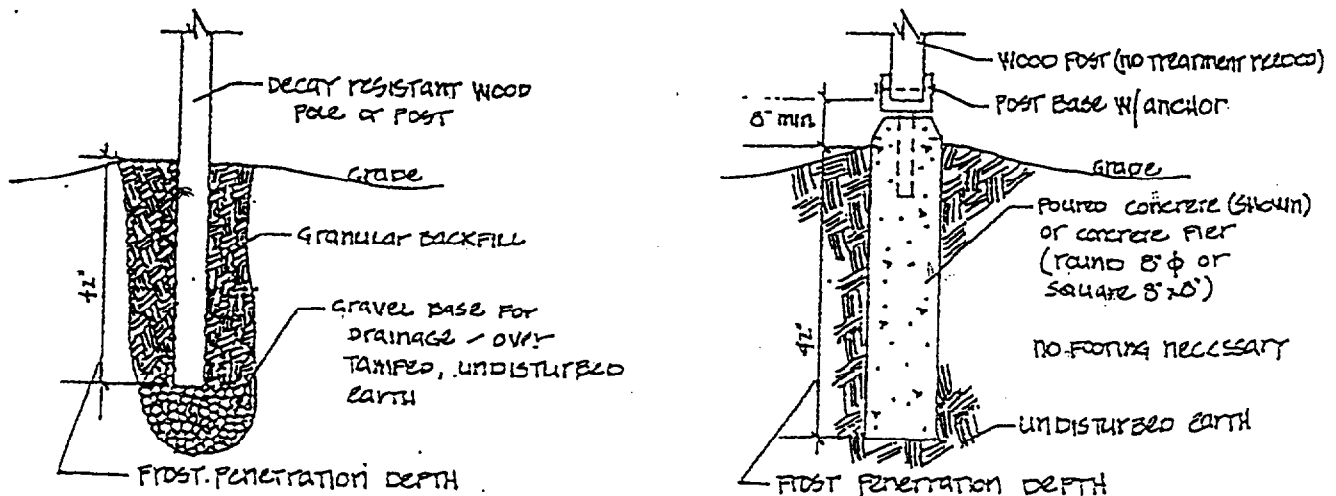 DECAY RESISTANT WOOD
POLE or POST
GRADE
GRANULAR BACKFILL
42"
GRAVEL BASE FOR
DRAINAGE / OVER
TAMPED, UNDISTURBED
EARTH
FROST PENETRATION DEPTH
WOOD POST (NO TREATMENT NEEDED)
POST BASE W/ANCHOR
8" MIN
GRADE
POURED CONCRETE (SHOWN)
or CONCRETE PIER
(ROUND 8" φ or
SQUARE 8"x8")
42"
NO FOOTING NECESSARY
UNDISTURBED EARTH
FROST PENETRATION DEPTH